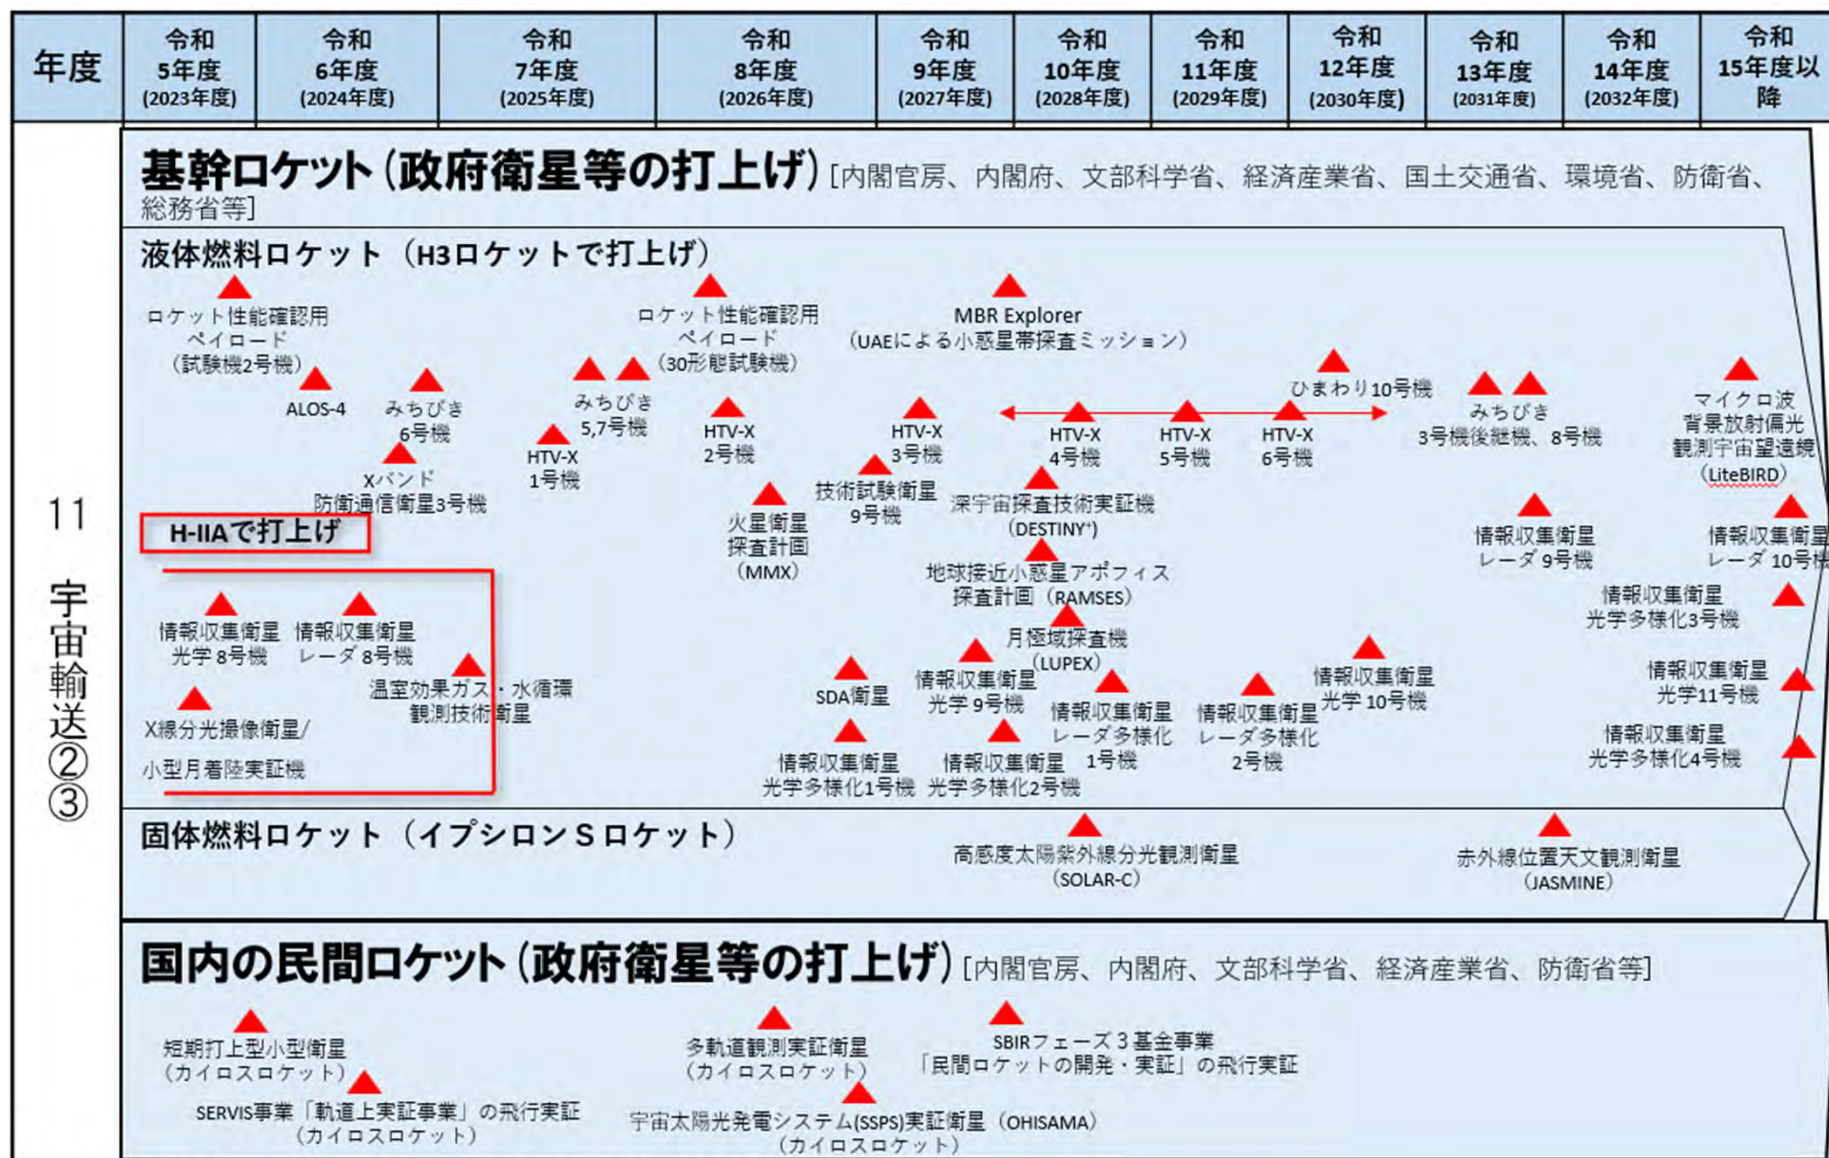 年度
令和
5年度
(2023年度)
令和
6年度
(2024年度)
令和
7年度
(2025年度)
令和
8年度
(2026年度)
令和
9年度
(2027年度)
令和
10年度
(2028年度)
令和
11年度
(2029年度)
令和
12年度
(2030年度)
令和
13年度
(2031年度)
令和
14年度
(2032年度)
令和
15年度以
降
11 宇宙輸送②③
基幹ロケット(政府衛星等の打上げ)[内閣官房、内閣府、文部科学省、経済産業省、国土交通省、環境省、防衛省、
総務省等]
液体燃料ロケット（H3ロケットで打上げ）
ロケット性能確認用
ペイロード
（試験機2号機）
ALOS-4
みちびき
6号機
Xバンド
防衛通信衛星3号機
HTV-X
1号機
みちびき
5,7号機
ロケット性能確認用
ペイロード
（30形態試験機）
HTV-X
2号機
火星衛星
探査計画
（MMX）
技術試験衛星
9号機
HTV-X
3号機
MBR Explorer
（UAEによる小惑星帯探査ミッション）
HTV-X
4号機
HTV-X
5号機
HTV-X
6号機
深宇宙探査技術実証機
（DESTINY⁺）
地球接近小惑星アポフィス
探査計画（RAMSES）
月極域探査機
（LUPEX）
ひまわり10号機
みちびき
3号機後継機、8号機
マイクロ波
背景放射偏光
観測宇宙望遠鏡
（LiteBIRD）
情報収集衛星
レーダ9号機
情報収集衛星
レーダ10号機
情報収集衛星
光学多様化3号機
情報収集衛星
光学11号機
情報収集衛星
光学多様化4号機
H-IIAで打上げ
情報収集衛星
光学8号機
情報収集衛星
レーダ8号機
温室効果ガス・水循環
観測技術衛星
X線分光撮像衛星/
小型月着陸実証機
SDA衛星
情報収集衛星
光学多様化1号機
情報収集衛星
光学9号機
情報収集衛星
光学多様化2号機
情報収集衛星
レーダ多様化
1号機
情報収集衛星
レーダ多様化
2号機
情報収集衛星
光学10号機
固体燃料ロケット（イプシロンSロケット）
高感度太陽紫外線分光観測衛星
（SOLAR-C）
赤外線位置天文観測衛星
（JASMINE）
国内の民間ロケット(政府衛星等の打上げ)[内閣官房、内閣府、文部科学省、経済産業省、防衛省等]
短期打上型小型衛星
（カイロスロケット）
SERVIS事業「軌道上実証事業」の飛行実証
（カイロスロケット）
多軌道観測実証衛星
（カイロスロケット）
宇宙太陽光発電システム(SSPS)実証衛星（OHISAMA）
（カイロスロケット）
SBIRフェーズ３基金事業
「民間ロケットの開発・実証」の飛行実証